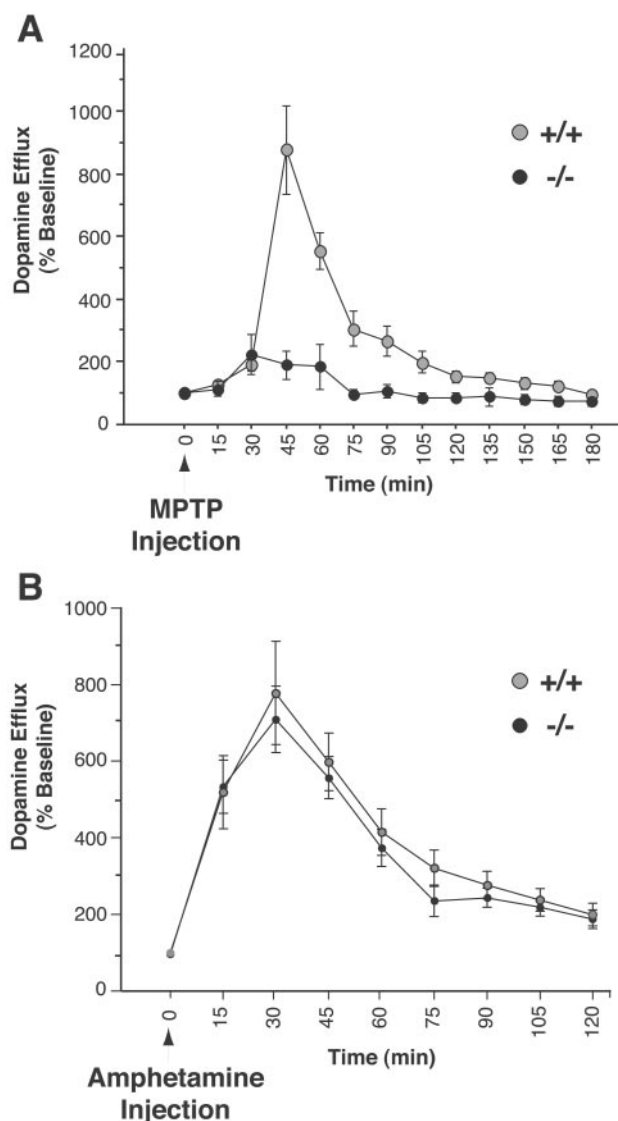 A
Dopamine Efflux
(% Baseline)
1200
1000
800
600
400
200
0
+/+
-/-
0 15 30 45 60 75 90 105 120 135 150 165 180
Time (min)
MPTP
Injection
B
Dopamine Efflux
(% Baseline)
1000
800
600
400
200
0
+/+
-/-
0 15 30 45 60 75 90 105 120
Time (min)
Amphetamine
Injection